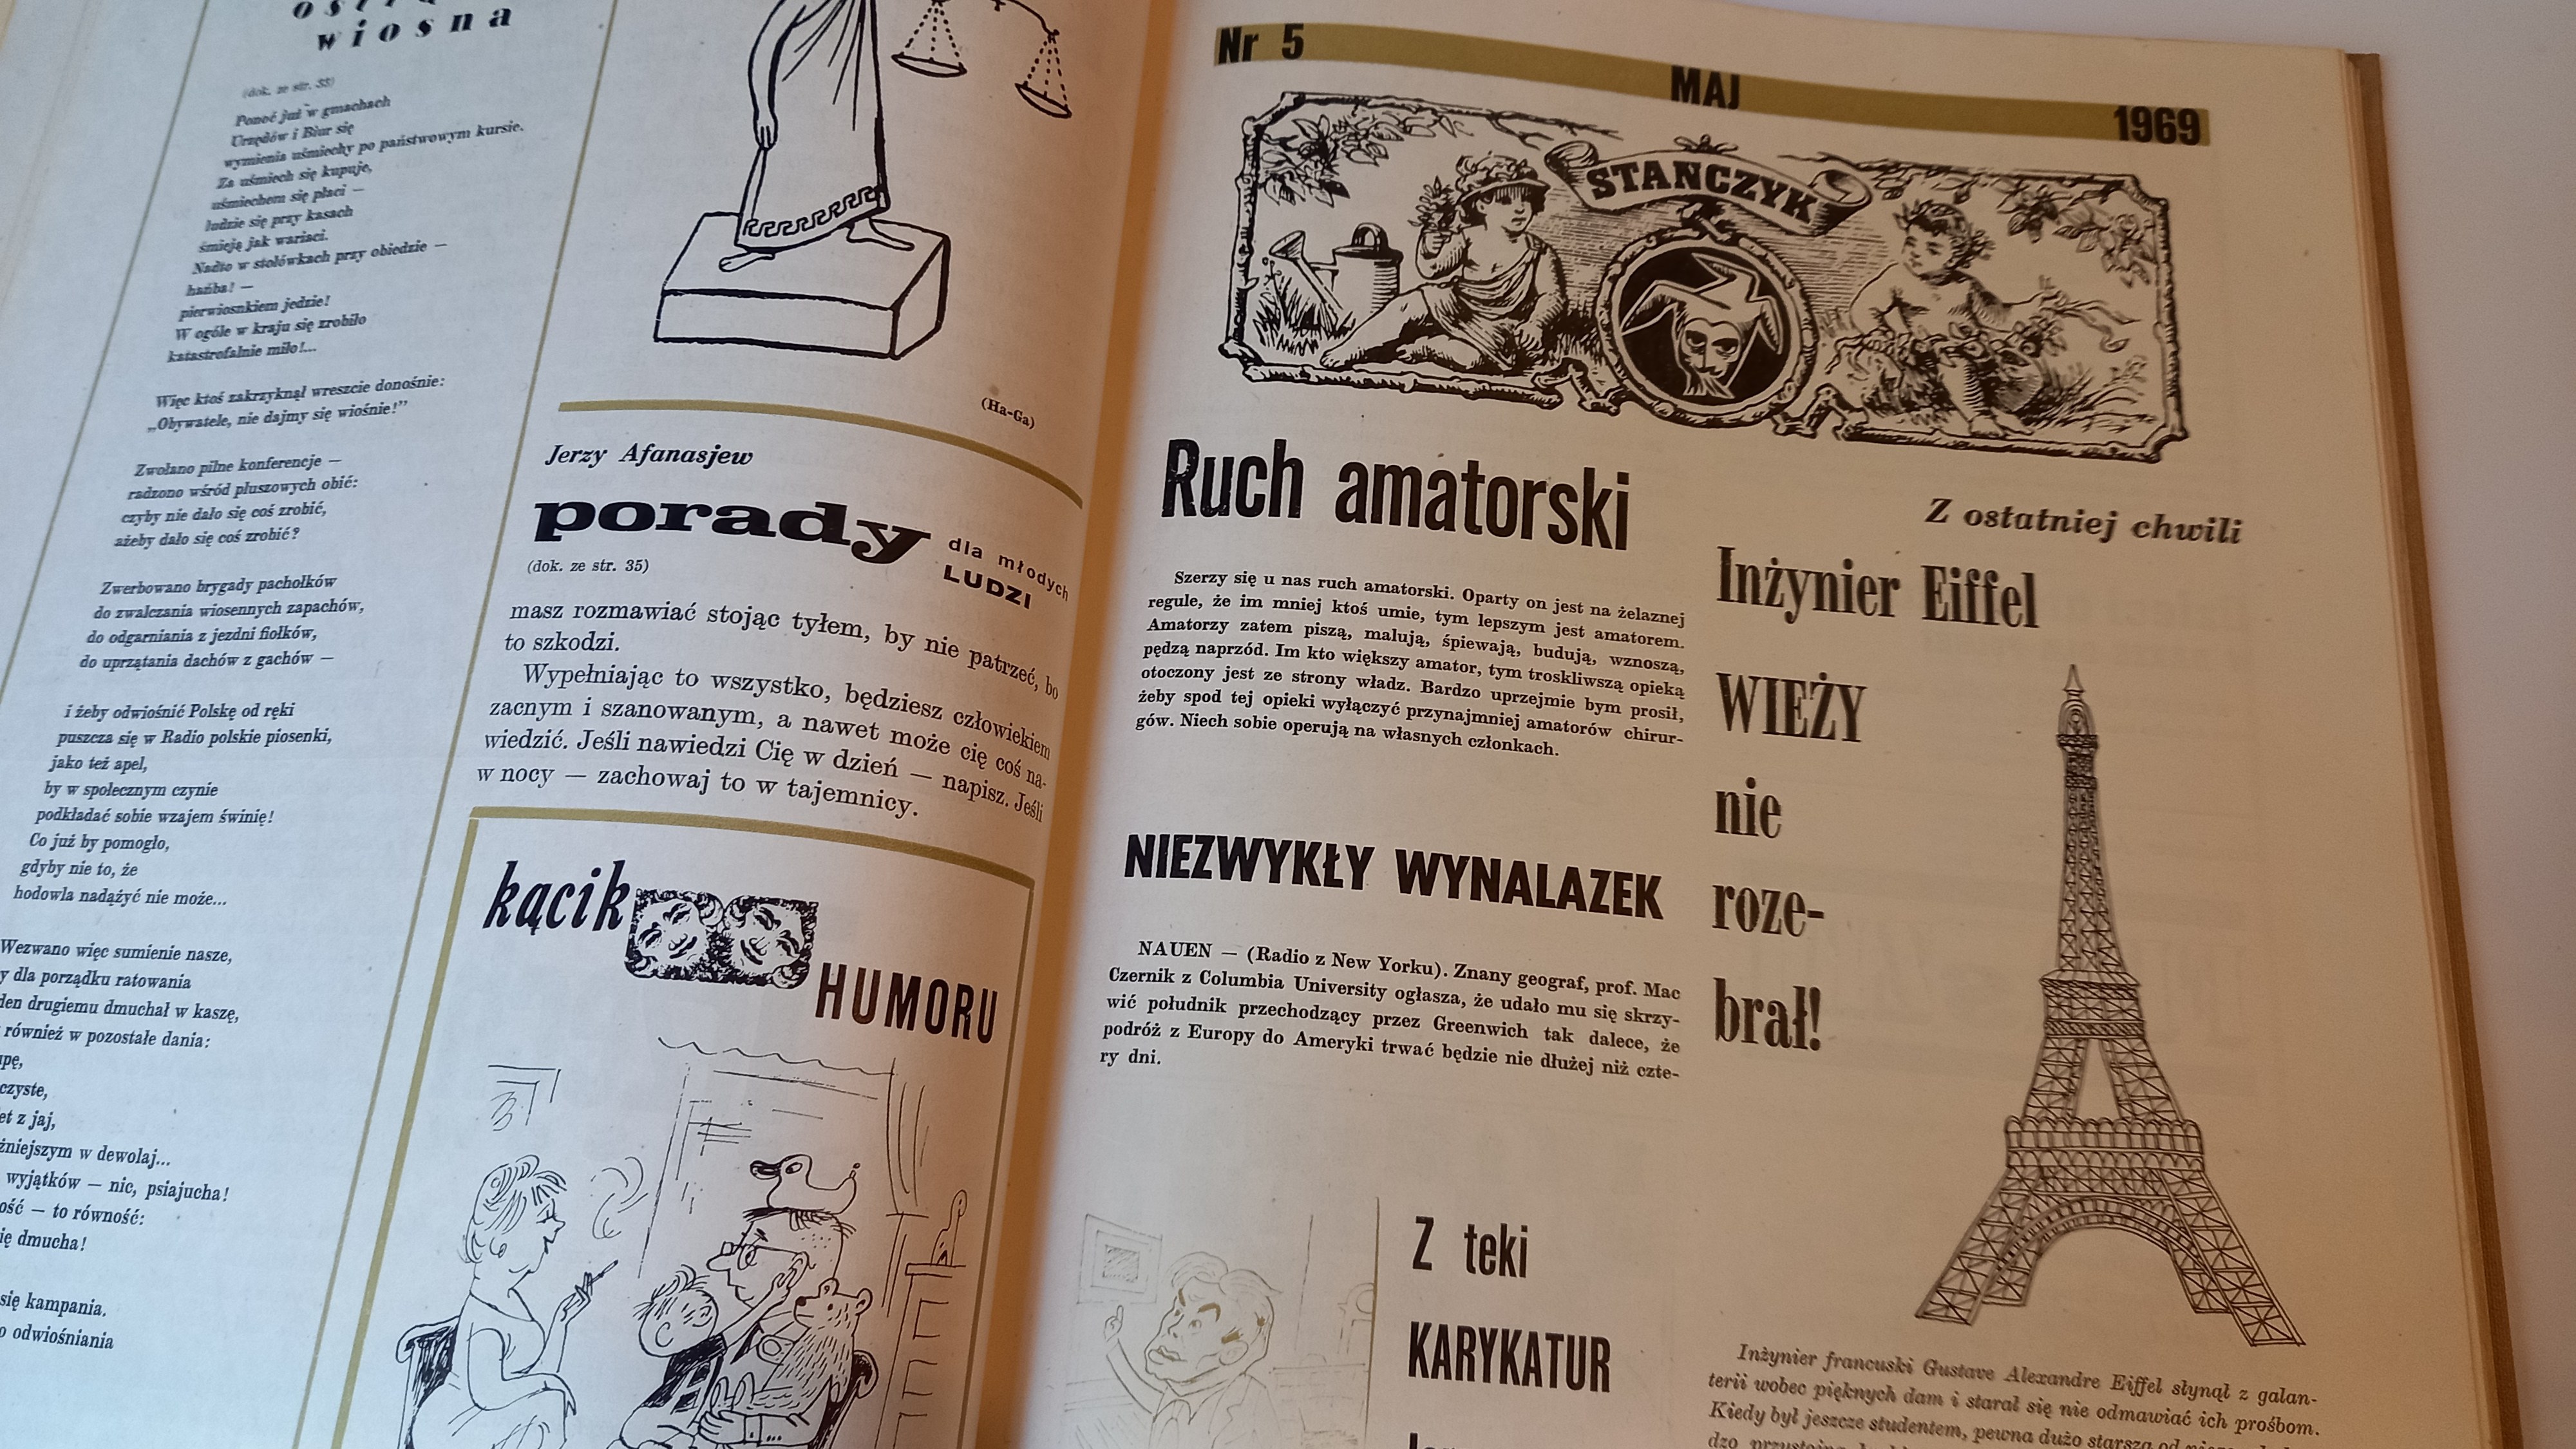 wiosna
(dok. ze str. 35)
Ponoć już w gmachach
Urzędów i Biur się
wymienia uśmiechy po państwowym kursie.
Za uśmiech się kupuje,
uśmiechem się płaci —
ludzie się przy kasach
śmieją jak wariaci.
Nadto w stołówkach przy obiedzie —
hańba! —
pierwiosnkiem jedzie!
W ogóle w kraju się zrobiło
katastrofalnie miło!...
Więc ktoś zakrzyknął wreszcie donośnie:
„Obywatele, nie dajmy się wiośnie!”
Zwołano pilne konferencje —
radzono wśród pluszowych obić:
czyby nie dało się coś zrobić,
ażeby dało się coś zrobić?
Zwerbowano brygady pachołków
do zwalczania wiosennych zapachów,
do odgarniania z jezdni fiołków,
do uprzątania dachów z gachów —
i żeby odwiośnić Polskę od ręki
puszcza się w Radio polskie piosenki,
jako też apel,
by w społecznym czynie
podkładać sobie wzajem świnię!
Co już by pomogło,
gdyby nie to, że
hodowla nadążyć nie może...
Wezwano więc sumienie nasze,
y dla porządku ratowania
den drugiemu dmuchał w kaszę,
również w pozostałe dania:
upę,
czyste,
et z jaj,
źniejszym w dewolaj...
wyjątków — nic, psiajucha!
ość — to równość:
ię dmucha!
się kampania.
o odwiośniania
(Ha-Ga)
Jerzy Afanasjew
porady
dla młodych
LUDZI
(dok. ze str. 35)
masz rozmawiać stojąc tyłem, by nie patrzeć, bo
to szkodzi.
Wypełniając to wszystko, będziesz człowiekiem
zacnym i szanowanym, a nawet może cię coś na-
wiedzić. Jeśli nawiedzi Cię w dzień — napisz. Jeśli
w nocy — zachowaj to w tajemnicy.
kącik
HUMORU
Nr 5
MAJ
1969
STAŃCZYK
Ruch amatorski
Szerzy się u nas ruch amatorski. Oparty on jest na żelaznej
regule, że im mniej ktoś umie, tym lepszym jest amatorem.
Amatorzy zatem piszą, malują, śpiewają, budują, wznoszą,
pędzą naprzód. Im kto większy amator, tym troskliwszą opieką
otoczony jest ze strony władz. Bardzo uprzejmie bym prosił,
żeby spod tej opieki wyłączyć przynajmniej amatorów chirur-
gów. Niech sobie operują na własnych członkach.
NIEZWYKŁY WYNALAZEK
NAUEN — (Radio z New Yorku). Znany geograf, prof. Mac
Czernik z Columbia University ogłasza, że udało mu się skrzy-
wić południk przechodzący przez Greenwich tak dalece, że
podróż z Europy do Ameryki trwać będzie nie dłużej niż czte-
ry dni.
Z teki
KARYKATUR
Z ostatniej chwili
Inżynier Eiffel
WIEŻY
nie
roze-
brał!
Inżynier francuski Gustave Alexandre Eiffel słynął z galan-
terii wobec pięknych dam i starał się nie odmawiać ich prośbom.
Kiedy był jeszcze studentem, pewna dużo starsza od